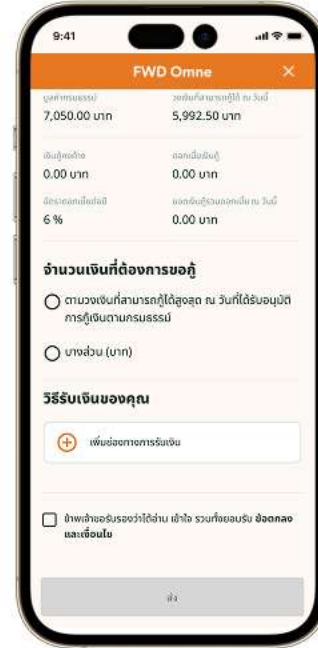 9:41
FWD Omne
มูลค่ากรมธรรม์ วงเงินที่สามารถกู้ได้ ณ วันนี้
7,050.00 บาท 5,992.50 บาท
เงินกู้คงค้าง ดอกเบี้ยเงินกู้
0.00 บาท 0.00 บาท
อัตราดอกเบี้ยต่อปี ยอดเงินกู้รวมดอกเบี้ย ณ วันนี้
6 % 0.00 บาท
จำนวนเงินที่ต้องการขอกู้
ตามวงเงินที่สามารถกู้ได้สูงสุด ณ วันที่ได้รับอนุมัติ
การกู้เงินตามกรมธรรม์
บางส่วน (บาท)
วิธีรับเงินของคุณ
เพิ่มช่องทางการรับเงิน
ข้าพเจ้าขอรับรองว่าได้อ่าน เข้าใจ รวมทั้งยอมรับ ข้อตกลง
และเงื่อนไข
ส่ง